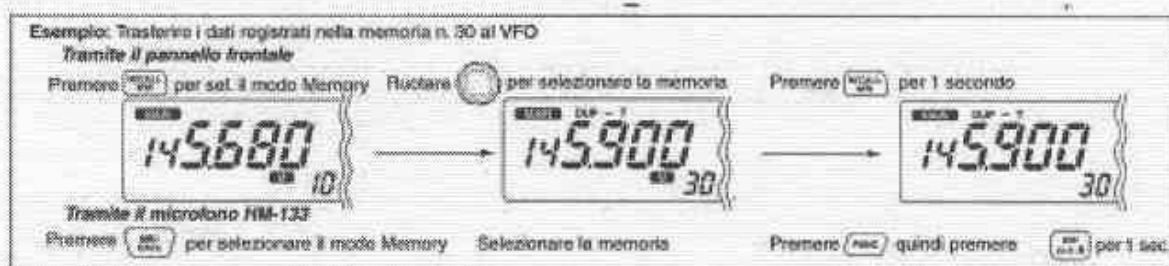 Esempio: Trasferire i dati registrati nella memoria n. 30 al VFO
Tramite il pannello frontale
Premere per sel. il modo Memory Ruotare per selezionare la memoria Premere per 1 secondo
DUP – T DUP – T
145.680 145.900 145.900
10 30 30
Tramite il microfono HM-133
Premere per selezionare il modo Memory Selezionare la memoria Premere FUNC quindi premere per 1 sec